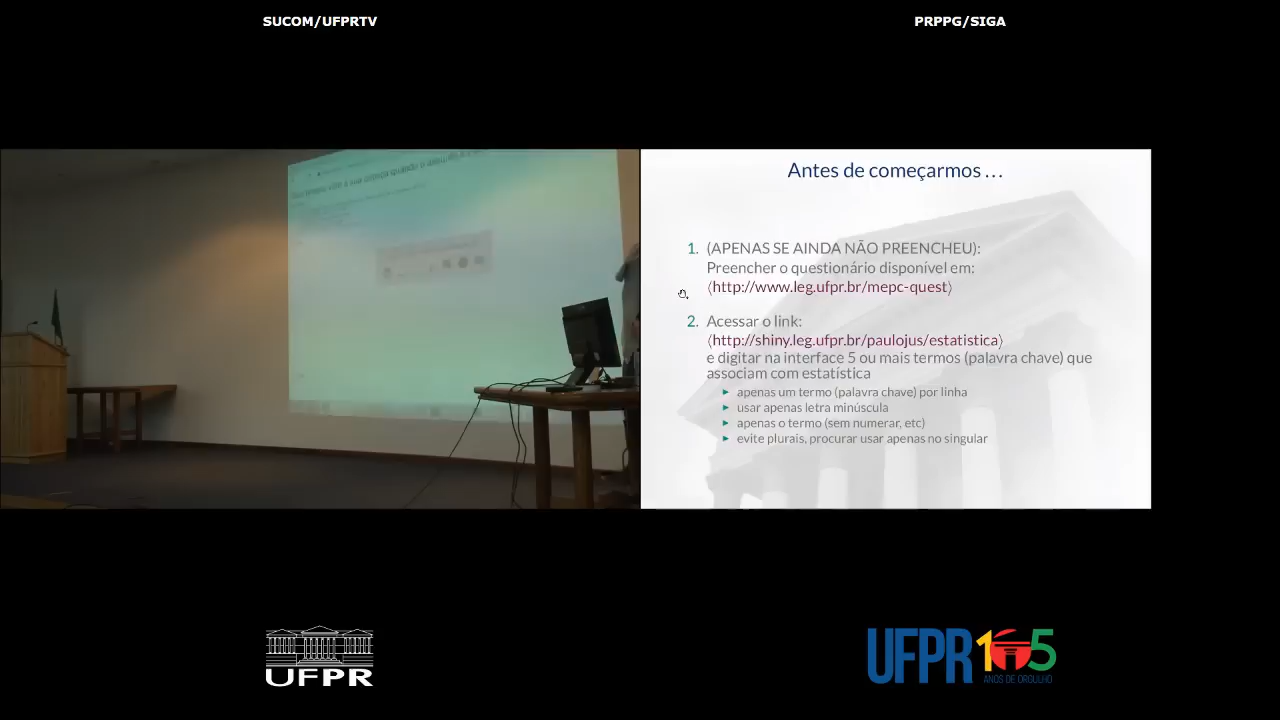 SUCOM/UFPRTV
PRPPG/SIGA
Antes de começarmos ...
1. (APENAS SE AINDA NÃO PREENCHEU):
Preencher o questionário disponível em:
⟨http://www.leg.ufpr.br/mepc-quest⟩
2. Acessar o link:
⟨http://shiny.leg.ufpr.br/paulojus/estatistica⟩
e digitar na interface 5 ou mais termos (palavra chave) que
associam com estatística
▶ apenas um termo (palavra chave) por linha
▶ usar apenas letra minúscula
▶ apenas o termo (sem numerar, etc)
▶ evite plurais, procurar usar apenas no singular
UFPR
UFPR 105
ANOS DE ORGULHO